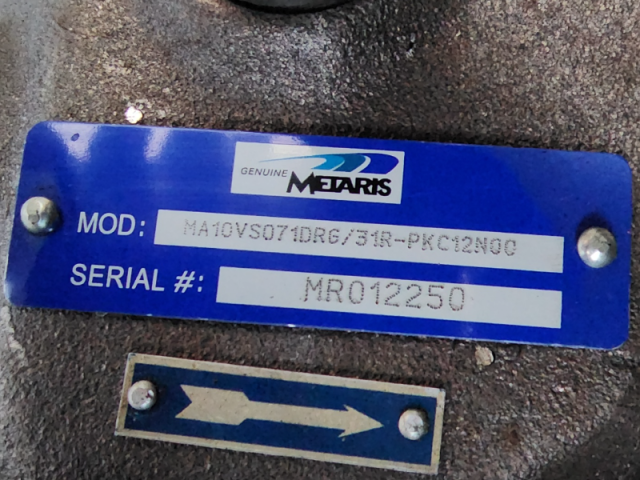 GENUINE
METARIS
MOD: MA10VS071DRG/31R-PKC12N00
SERIAL #: MR012250